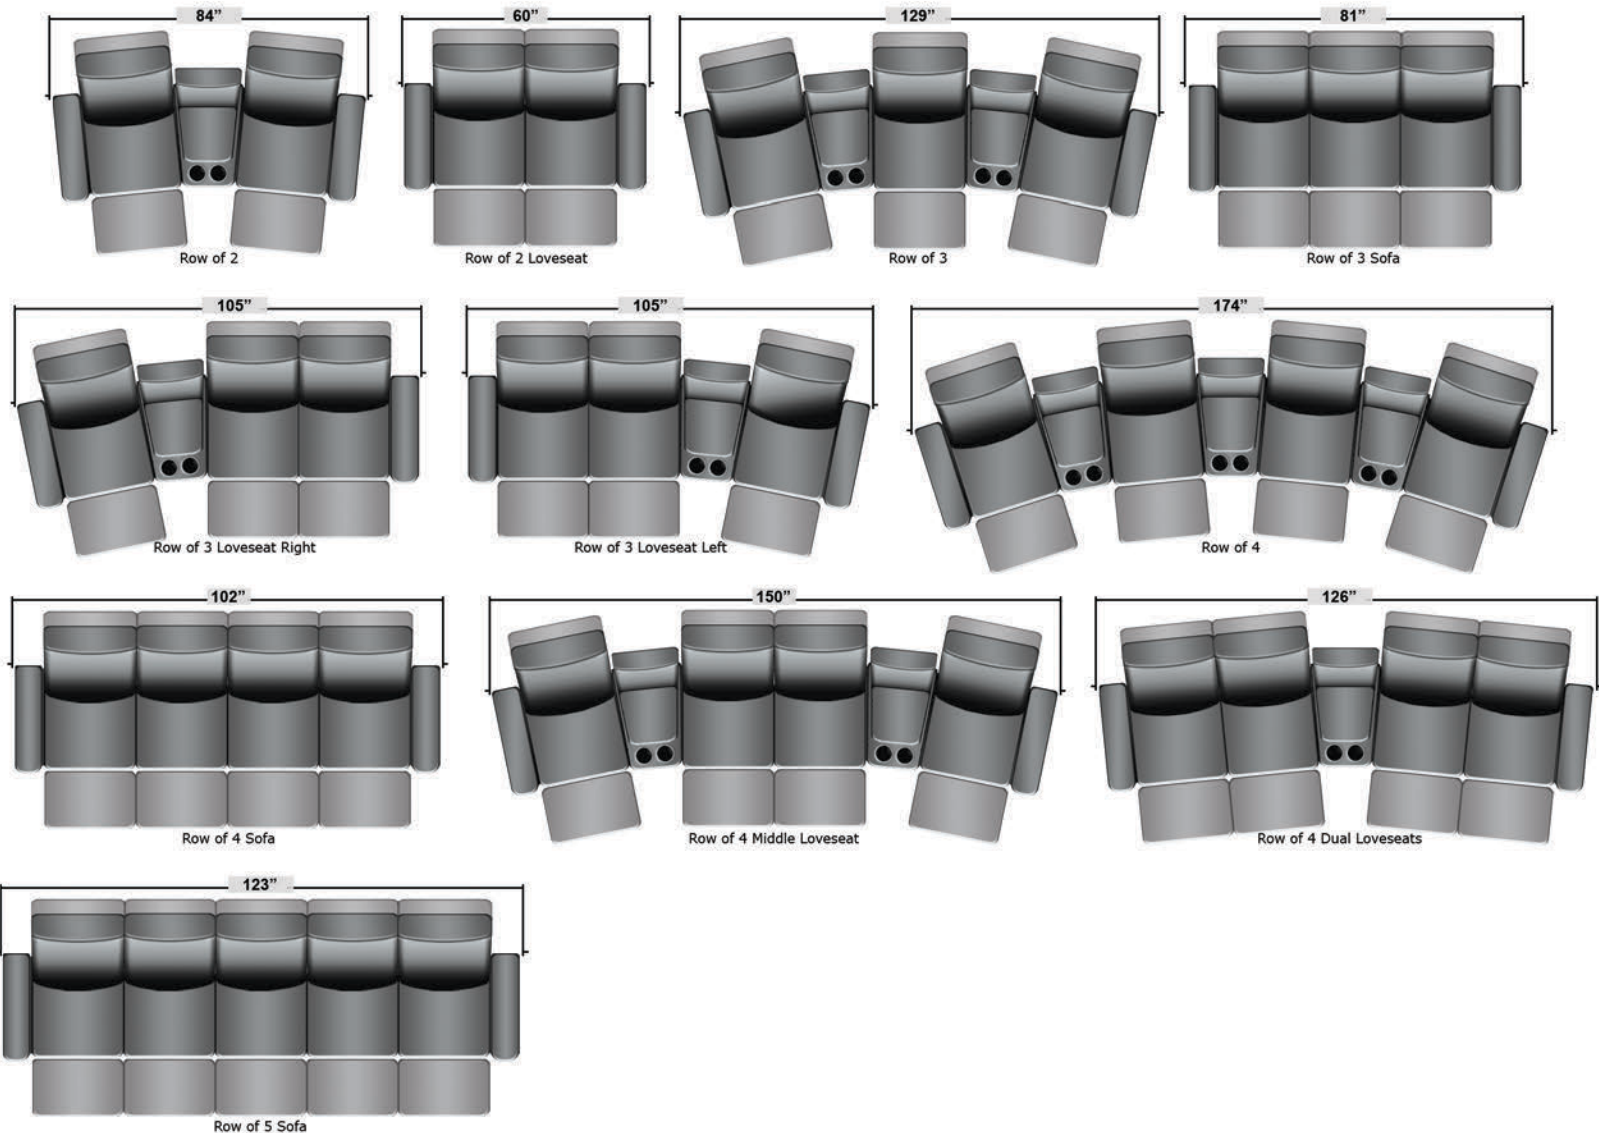 84”
60”
129”
81”
Row of 2
Row of 2 Loveseat
Row of 3
Row of 3 Sofa
105”
105”
174”
Row of 3 Loveseat Right
Row of 3 Loveseat Left
Row of 4
102”
150”
126”
Row of 4 Sofa
Row of 4 Middle Loveseat
Row of 4 Dual Loveseats
123”
Row of 5 Sofa